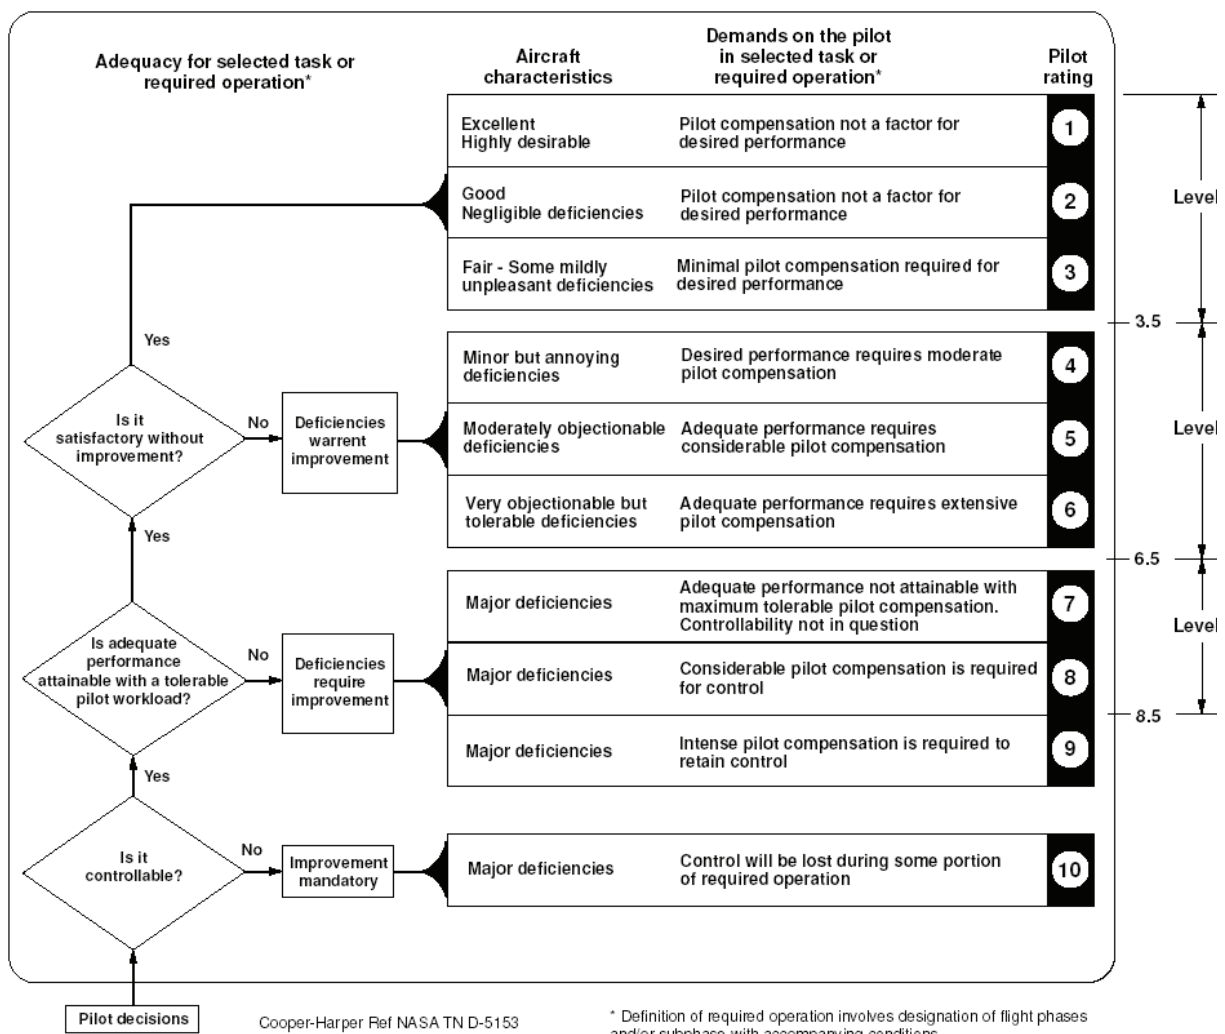 Adequacy for selected task or
required operation*
Aircraft
characteristics
Demands on the pilot
in selected task or
required operation*
Pilot
rating
Excellent
Highly desirable
Pilot compensation not a factor for
desired performance
1
Good
Negligible deficiencies
Pilot compensation not a factor for
desired performance
2
Fair - Some mildly
unpleasant deficiencies
Minimal pilot compensation required for
desired performance
3
Level
3.5
Yes
Is it
satisfactory without
improvement?
No
Deficiencies
warrent
improvement
Minor but annoying
deficiencies
Desired performance requires moderate
pilot compensation
4
Moderately objectionable
deficiencies
Adequate performance requires
considerable pilot compensation
5
Very objectionable but
tolerable deficiencies
Adequate performance requires extensive
pilot compensation
6
Level
6.5
Yes
Is adequate
performance
attainable with a tolerable
pilot workload?
No
Deficiencies
require
improvement
Major deficiencies
Adequate performance not attainable with
maximum tolerable pilot compensation.
Controllability not in question
7
Major deficiencies
Considerable pilot compensation is required
for control
8
Level
8.5
Major deficiencies
Intense pilot compensation is required to
retain control
9
Yes
Is it
controllable?
No
Improvement
mandatory
Major deficiencies
Control will be lost during some portion
of required operation
10
Pilot decisions
Cooper-Harper Ref NASA TN D-5153
* Definition of required operation involves designation of flight phases
and/or subphase with accompanying conditions